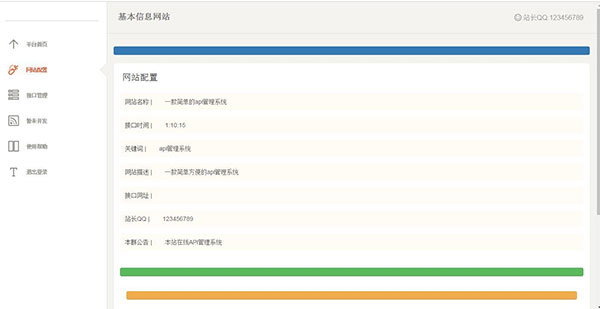 基本信息网站
站长QQ 123456789
平台首页
网站配置
接口管理
暂未开发
使用帮助
退出登录
网站配置
网站名称 | 一款简单的api管理系统
接口时间 | 1:10:15
关键词 | api管理系统
网站描述 | 一款简单方便的api管理系统
接口网址 |
站长QQ | 123456789
本群公告 | 本站在线API管理系统